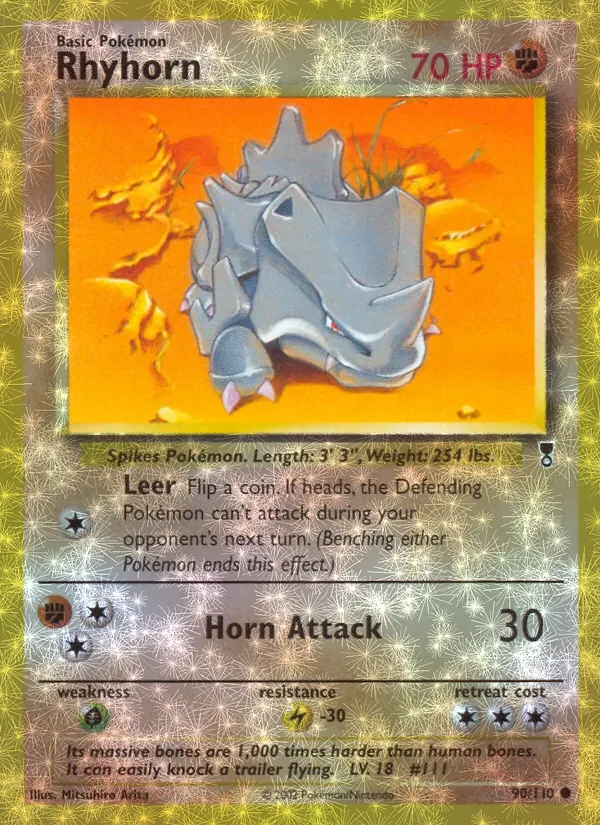 Basic Pokémon
Rhyhorn 70 HP
Spikes Pokémon. Length: 3' 3", Weight: 254 lbs.
Leer Flip a coin. If heads, the Defending
Pokémon can't attack during your
opponent's next turn. (Benching either
Pokémon ends this effect.)
Horn Attack 30
weakness resistance retreat cost
-30
Its massive bones are 1,000 times harder than human bones.
It can easily knock a trailer flying. LV. 18 #111
Illus. Mitsuhiro Arita © 2002 Pokémon/Nintendo 90/110